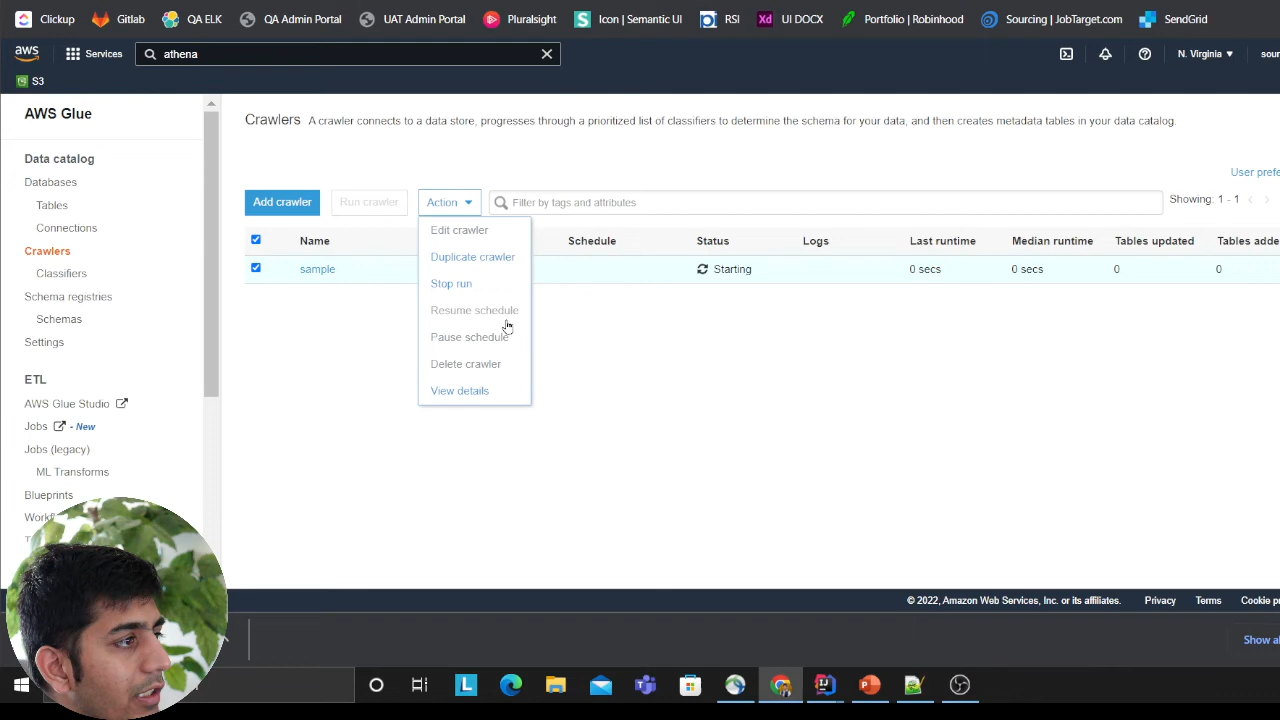 Clickup Gitlab QA ELK QA Admin Portal UAT Admin Portal Pluralsight Icon | Semantic UI RSI UI DOCX Portfolio | Robinhood Sourcing | JobTarget.com SendGrid
aws Services athena N. Virginia sour
S3
AWS Glue
Data catalog
Databases
Tables
Connections
Crawlers
Classifiers
Schema registries
Schemas
Settings
ETL
AWS Glue Studio
Jobs - New
Jobs (legacy)
ML Transforms
Blueprints
Workf
Crawlers A crawler connects to a data store, progresses through a prioritized list of classifiers to determine the schema for your data, and then creates metadata tables in your data catalog.
User prefe
Add crawler Run crawler Action Filter by tags and attributes Showing: 1 - 1
Name Schedule Status Logs Last runtime Median runtime Tables updated Tables adde
sample Starting 0 secs 0 secs 0 0
Edit crawler
Duplicate crawler
Stop run
Resume schedule
Pause schedule
Delete crawler
View details
© 2022, Amazon Web Services, Inc. or its affiliates. Privacy Terms Cookie pr
Show al